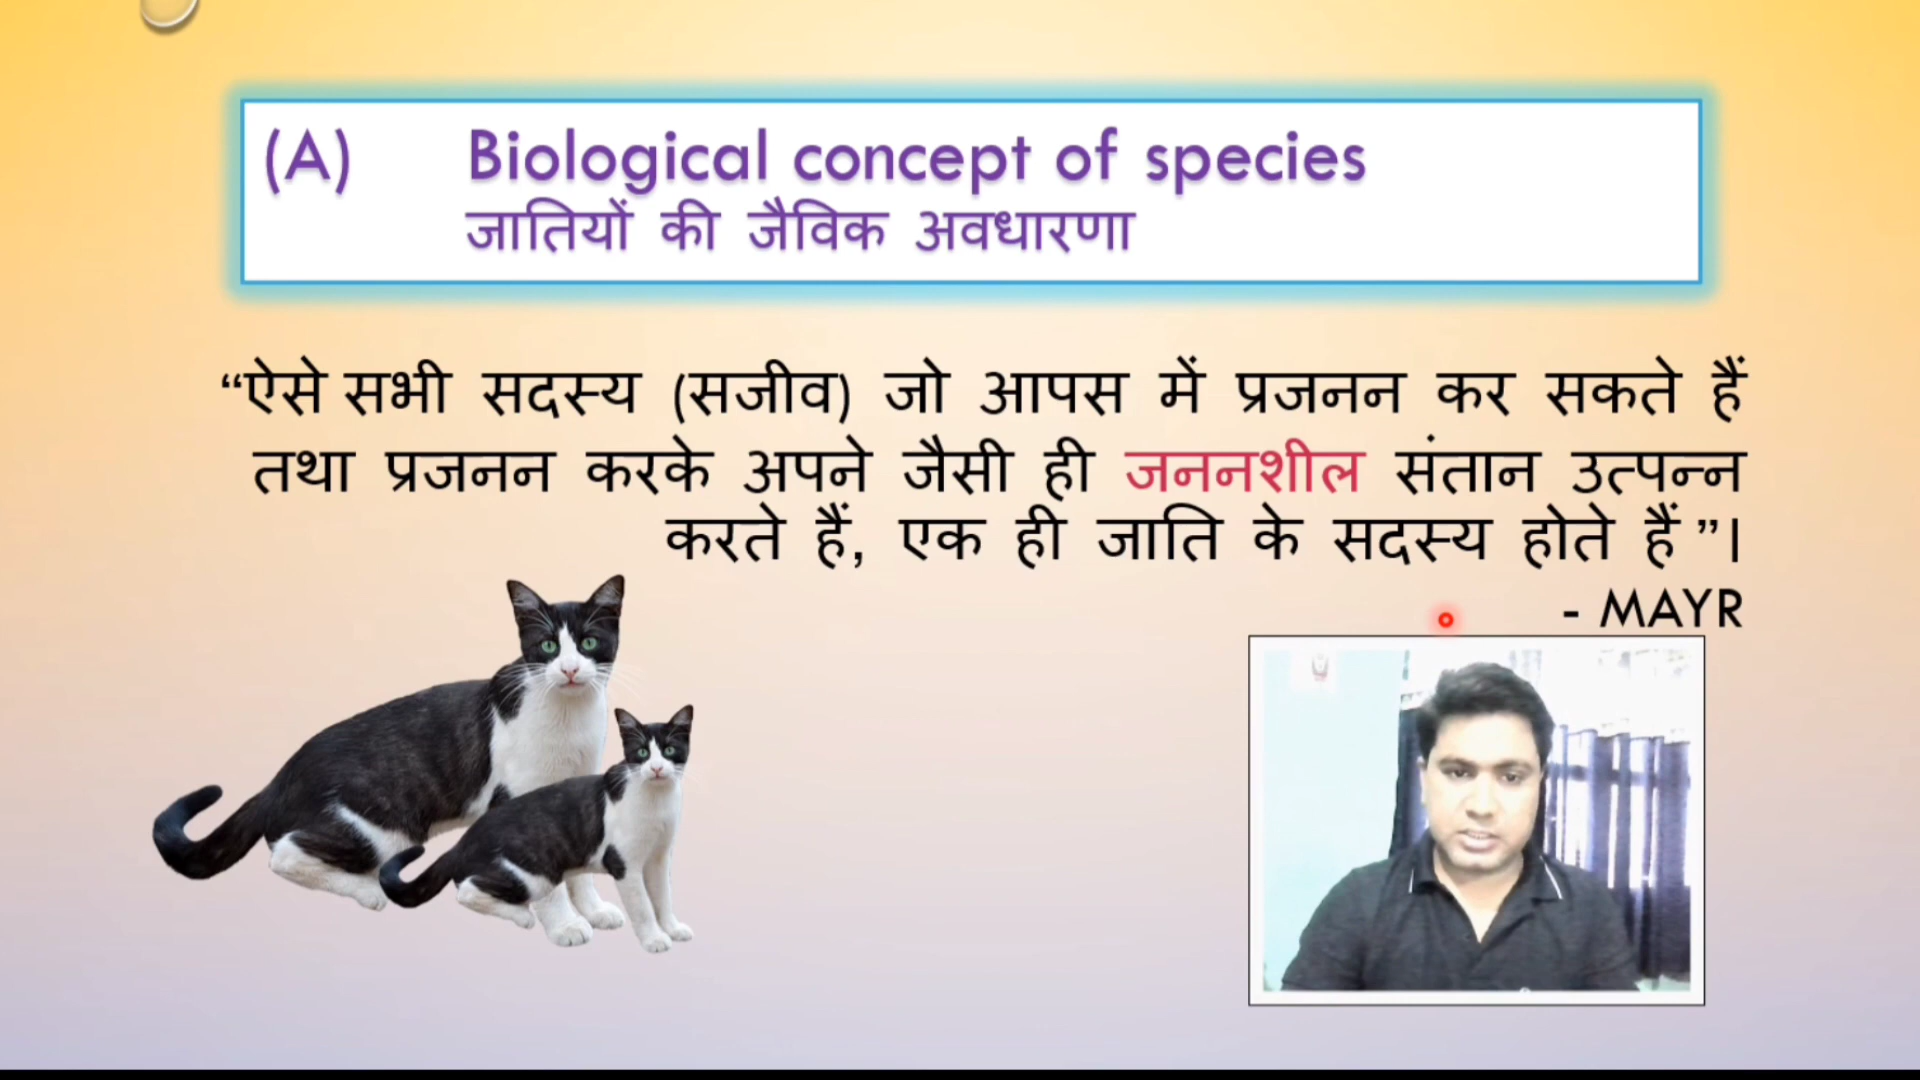 (A) Biological concept of species
जातियों की जैविक अवधारणा
“ऐसे सभी सदस्य (सजीव) जो आपस में प्रजनन कर सकते हैं
तथा प्रजनन करके अपने जैसी ही जननशील संतान उत्पन्न
करते हैं, एक ही जाति के सदस्य होते हैं ”।
- MAYR